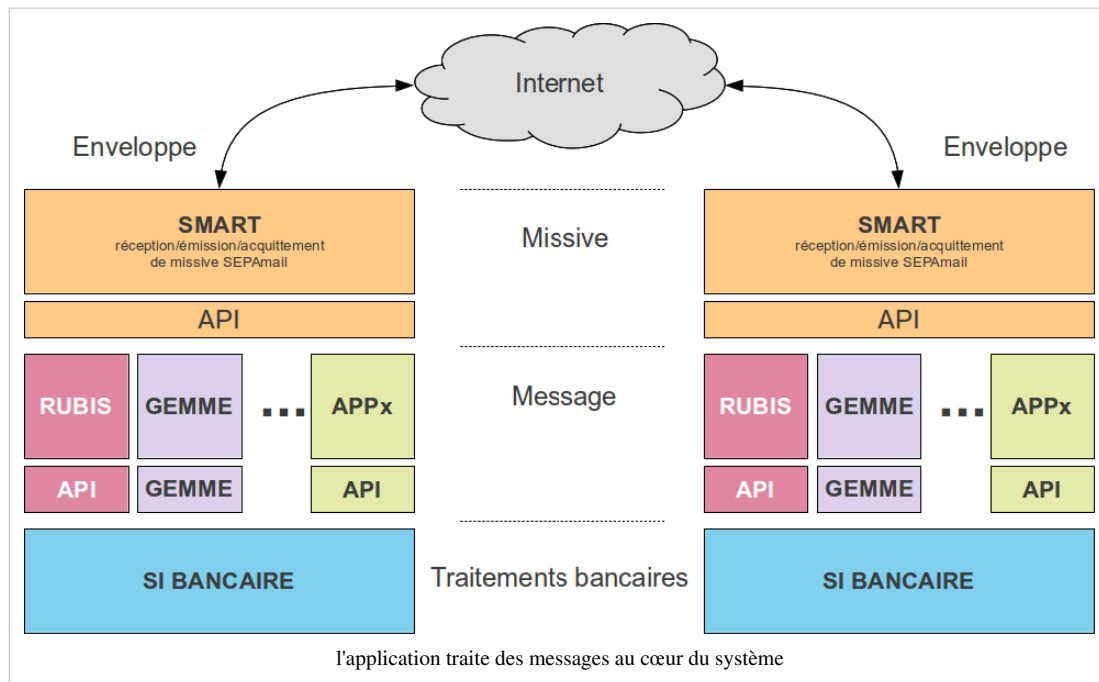 Internet
Enveloppe
Enveloppe
SMART
réception/émission/acquittement
de missive SEPAmail
Missive
SMART
réception/émission/acquittement
de missive SEPAmail
API
API
RUBIS
GEMME
...
APPx
Message
RUBIS
GEMME
...
APPx
API
GEMME
API
API
GEMME
API
SI BANCAIRE
Traitements bancaires
SI BANCAIRE
l'application traite des messages au cœur du système